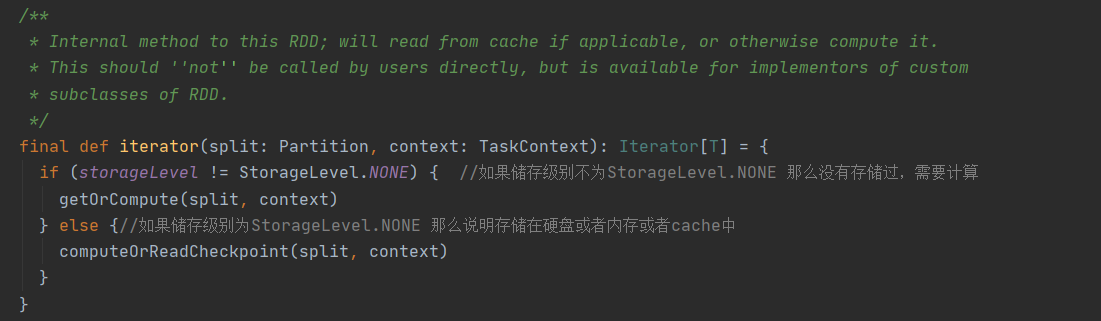 /**
 * Internal method to this RDD; will read from cache if applicable, or otherwise compute it.
 * This should ''not'' be called by users directly, but is available for implementors of custom
 * subclasses of RDD.
 */
final def iterator(split: Partition, context: TaskContext): Iterator[T] = {
  if (storageLevel != StorageLevel.NONE) {  //如果储存级别不为StorageLevel.NONE 那么没有存储过，需要计算
    getOrCompute(split, context)
  } else {//如果储存级别为StorageLevel.NONE 那么说明存储在硬盘或者内存或者cache中
    computeOrReadCheckpoint(split, context)
  }
}